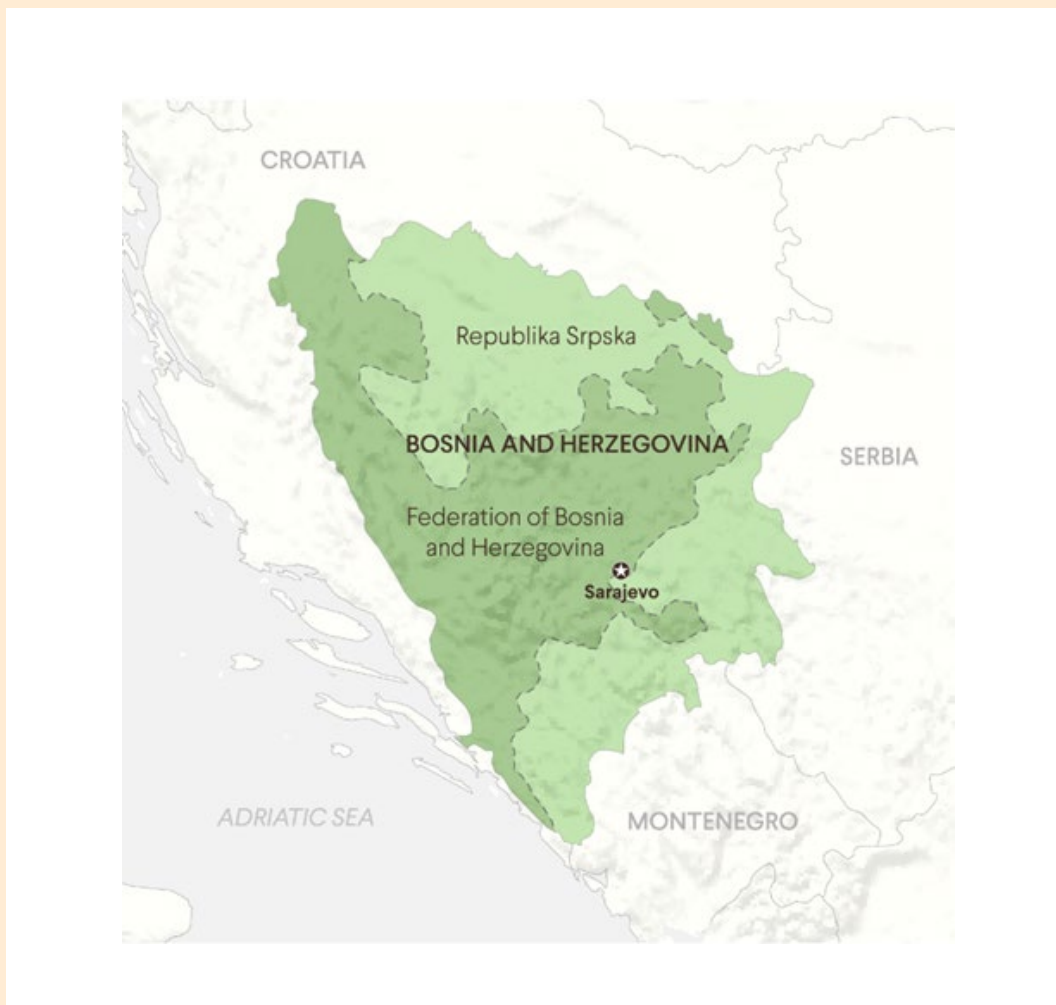 CROATIA
Republika Srpska
BOSNIA AND HERZEGOVINA
SERBIA
Federation of Bosnia
and Herzegovina
Sarajevo
ADRIATIC SEA
MONTENEGRO